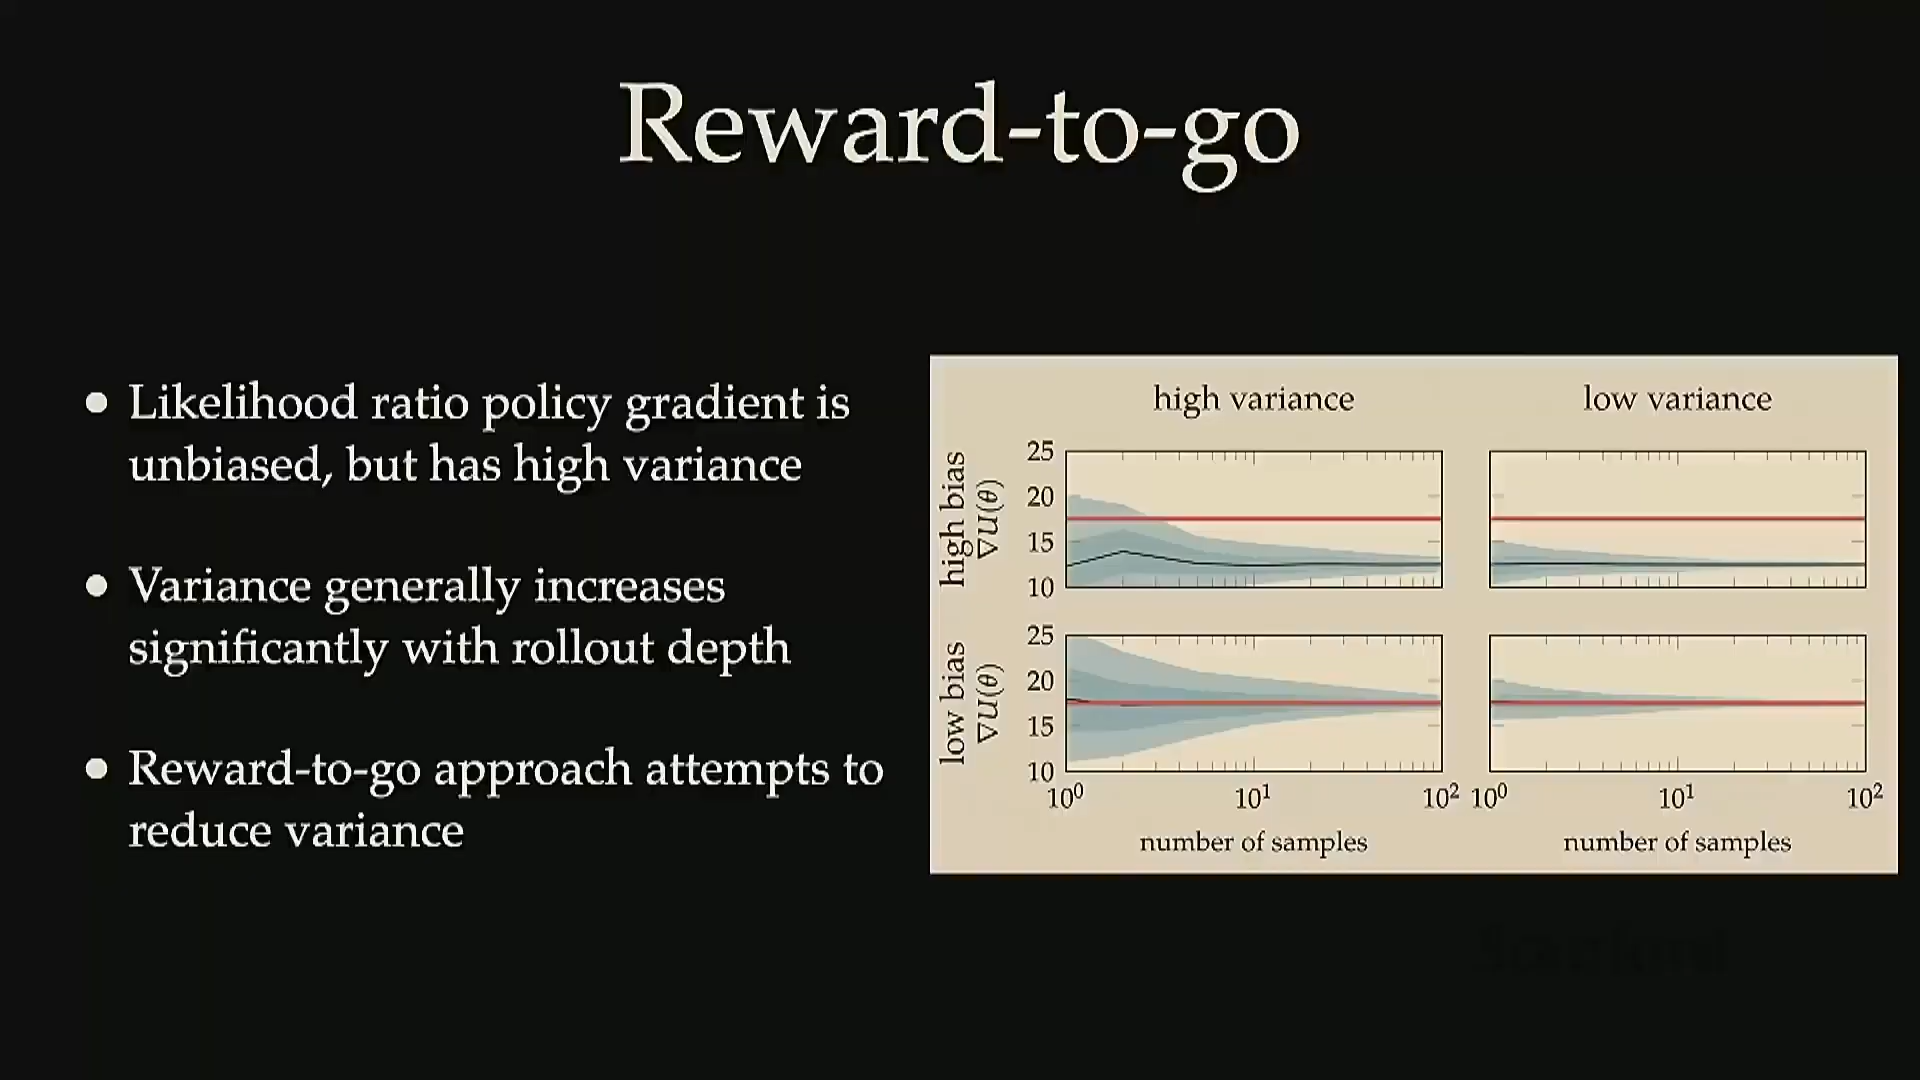 Reward-to-go
• Likelihood ratio policy gradient is
unbiased, but has high variance
• Variance generally increases
significantly with rollout depth
• Reward-to-go approach attempts to
reduce variance
high variance
low variance
high bias
∇U(θ)
25
20
15
10
low bias
∇U(θ)
25
20
15
10
10⁰ 10¹ 10²
10⁰ 10¹ 10²
number of samples
number of samples